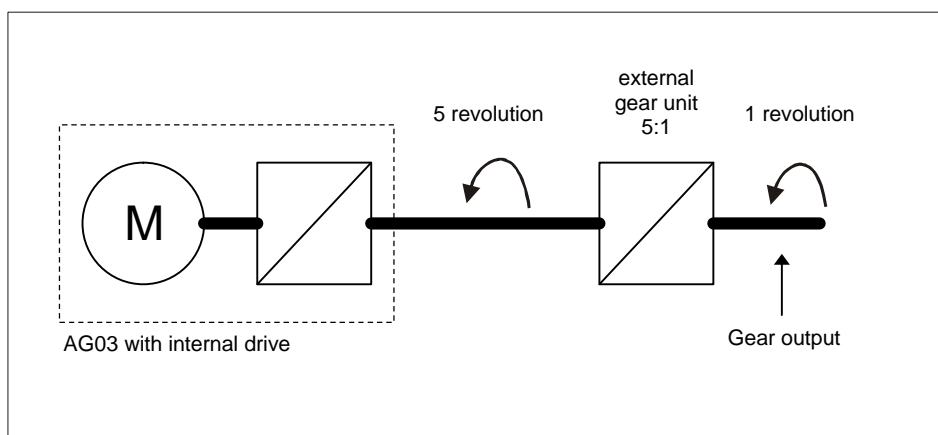 external
gear unit
5:1
5 revolution
1 revolution
M
AG03 with internal drive
Gear output